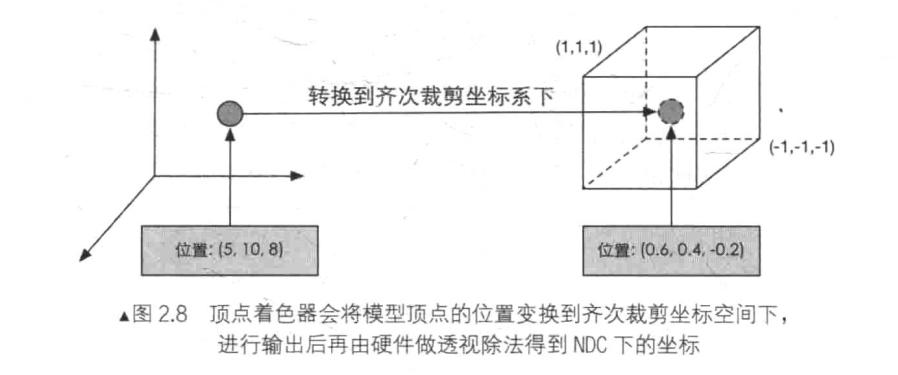 (1,1,1)
转换到齐次裁剪坐标系下
(-1,-1,-1)
位置: (5, 10, 8)
位置: (0.6, 0.4, -0.2)
▲图 2.8 顶点着色器会将模型顶点的位置变换到齐次裁剪坐标空间下，
进行输出后再由硬件做透视除法得到 NDC 下的坐标